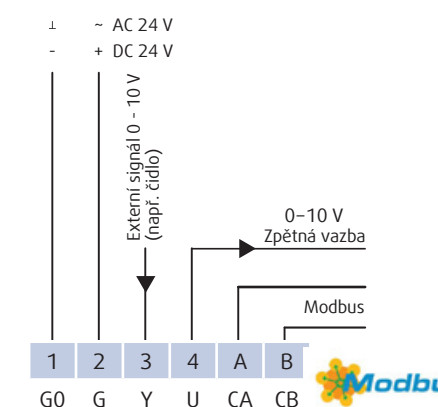 ⊥ ~ AC 24 V
- + DC 24 V
Externí signál 0 - 10 V
(např. čidlo)
0–10 V
Zpětná vazba
Modbus
1 2 3 4 A B
G0 G Y U CA CB
Modbu